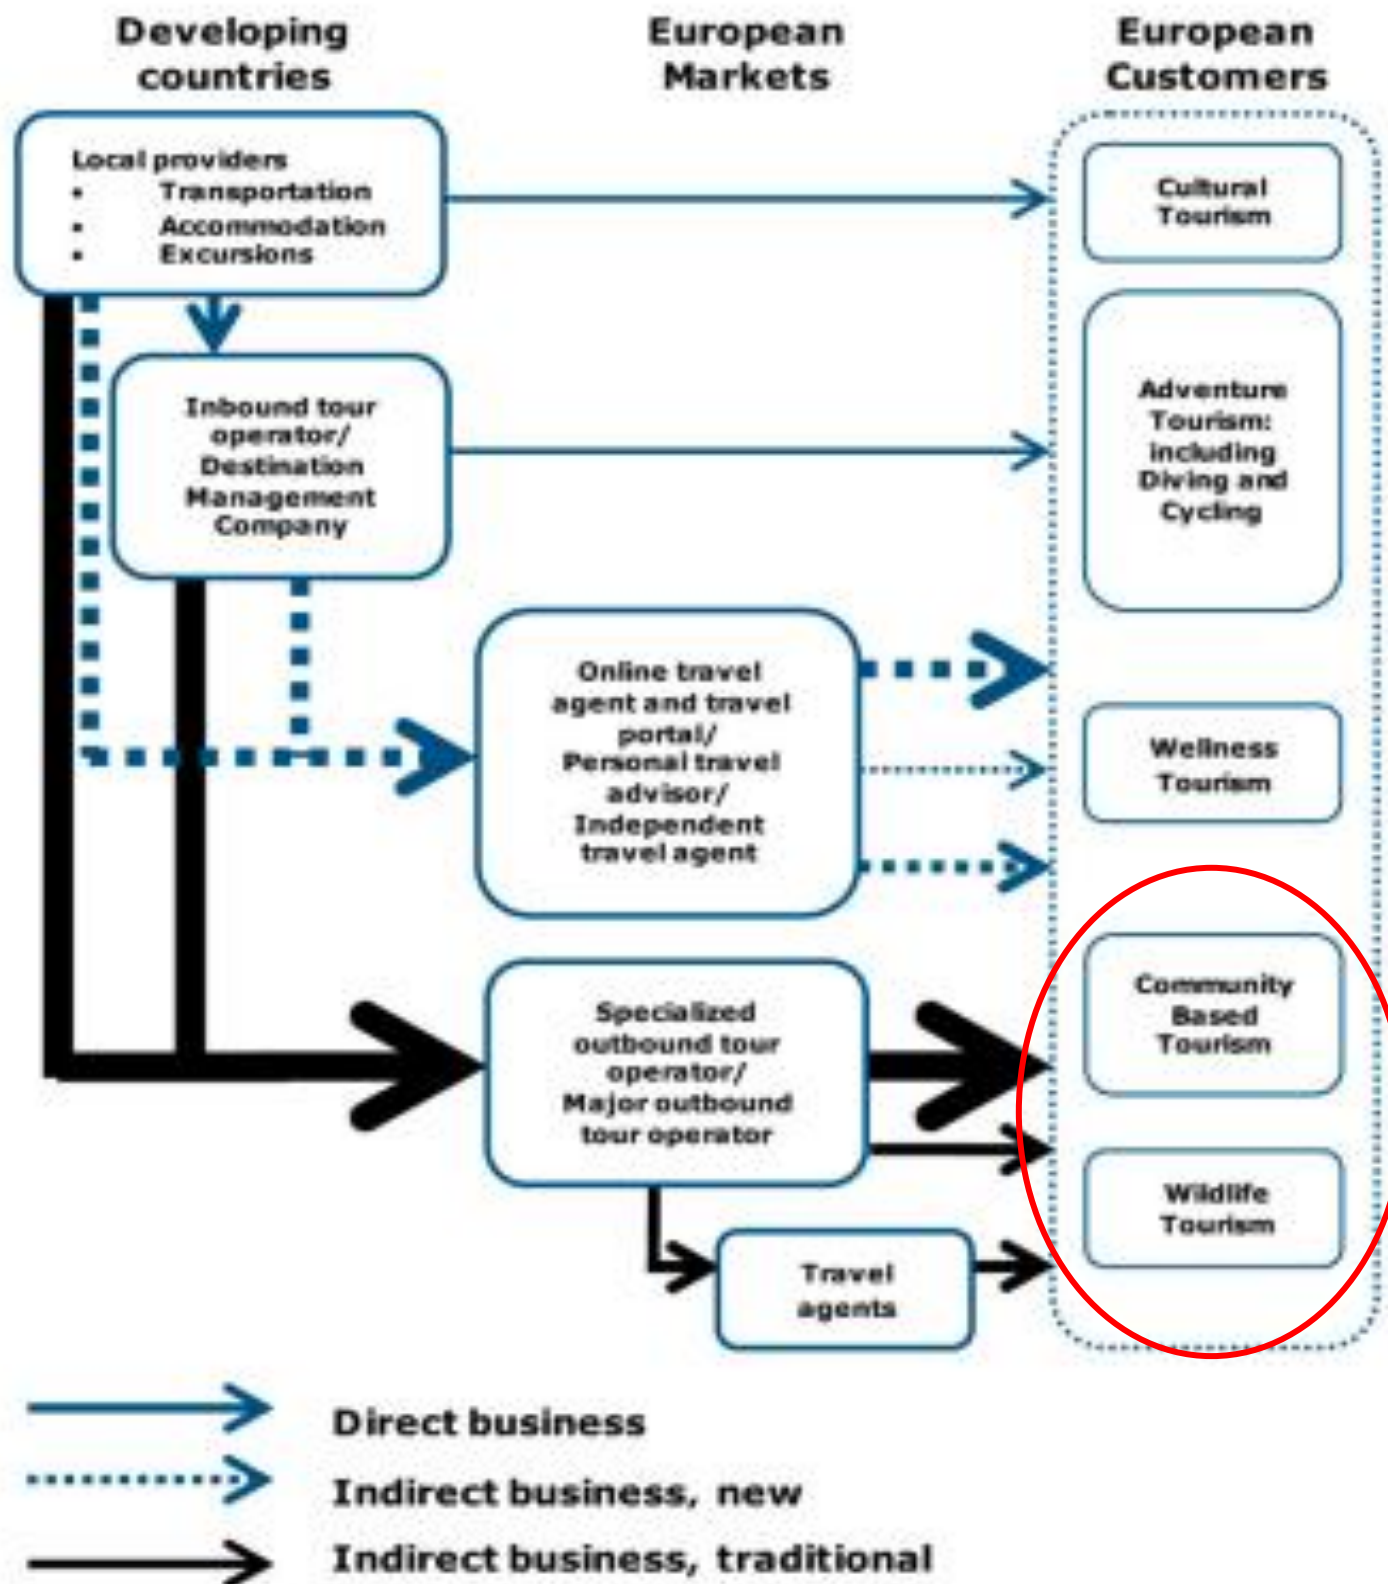 Developing
countries
European
Markets
European
Customers
Local providers
• Transportation
• Accommodation
• Excursions
Cultural
Tourism
Inbound tour
operator/
Destination
Management
Company
Adventure
Tourism:
including
Diving and
Cycling
Online travel
agent and travel
portal/
Personal travel
advisor/
Independent
travel agent
Wellness
Tourism
Specialized
outbound tour
operator/
Major outbound
tour operator
Community
Based
Tourism
Wildlife
Tourism
Travel
agents
Direct business
Indirect business, new
Indirect business, traditional